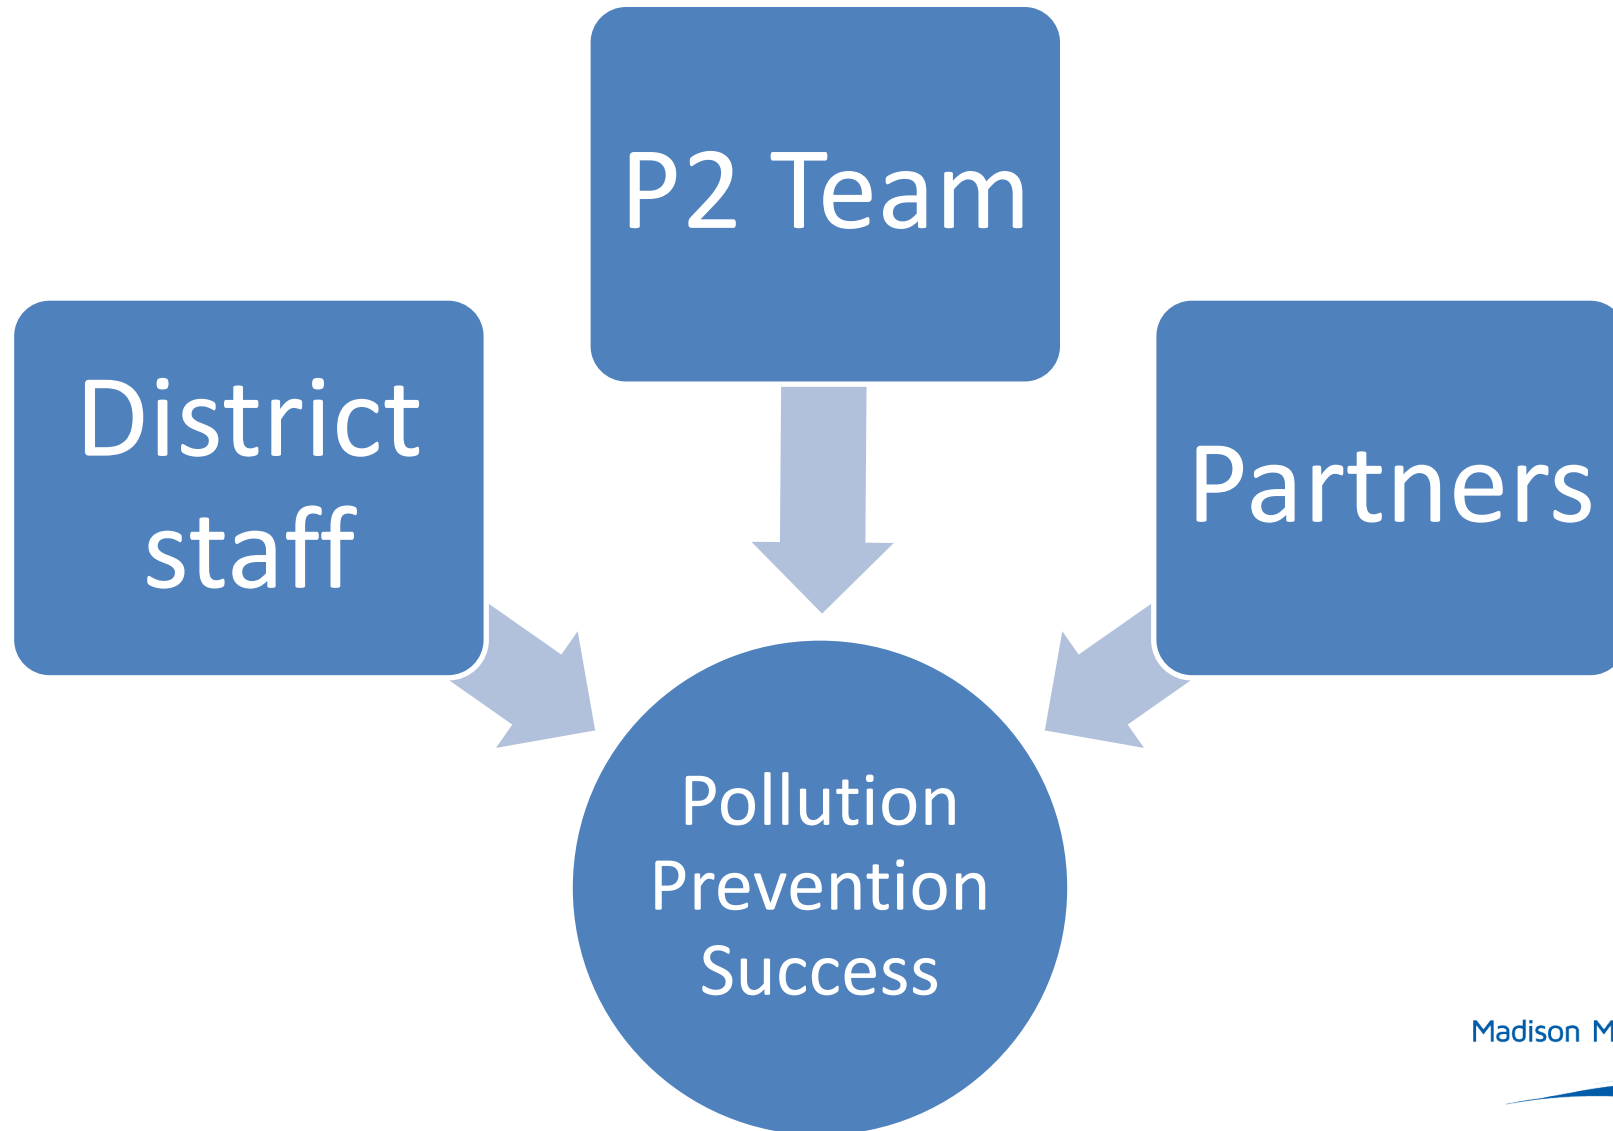 P2 Team
District
staff
Partners
Pollution
Prevention
Success
Madison M